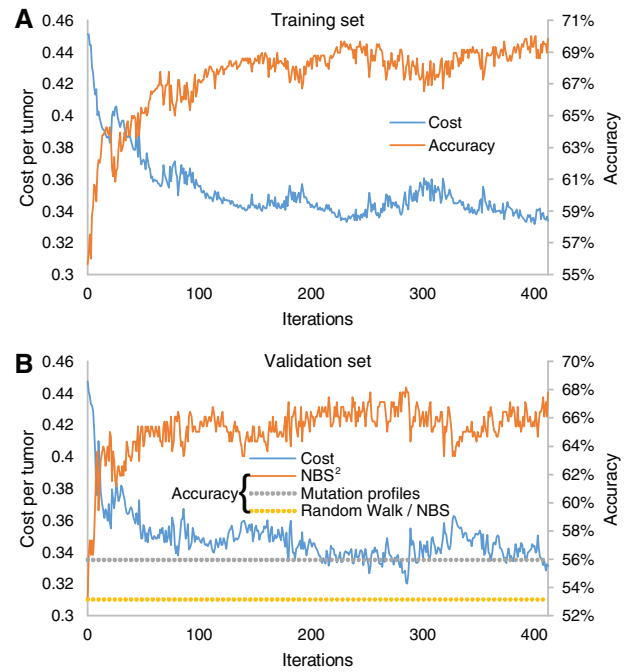 A
Training set
Cost per tumor
0.46
0.44
0.42
0.4
0.38
0.36
0.34
0.32
0.3
71%
69%
67%
65%
63%
61%
59%
57%
55%
Accuracy
Cost
Accuracy
0
100
200
300
400
Iterations
B
Validation set
Cost per tumor
0.46
0.44
0.42
0.4
0.38
0.36
0.34
0.32
0.3
70%
68%
66%
64%
62%
60%
58%
56%
54%
52%
Accuracy
Cost
Accuracy
NBS²
Mutation profiles
Random Walk / NBS
0
100
200
300
400
Iterations